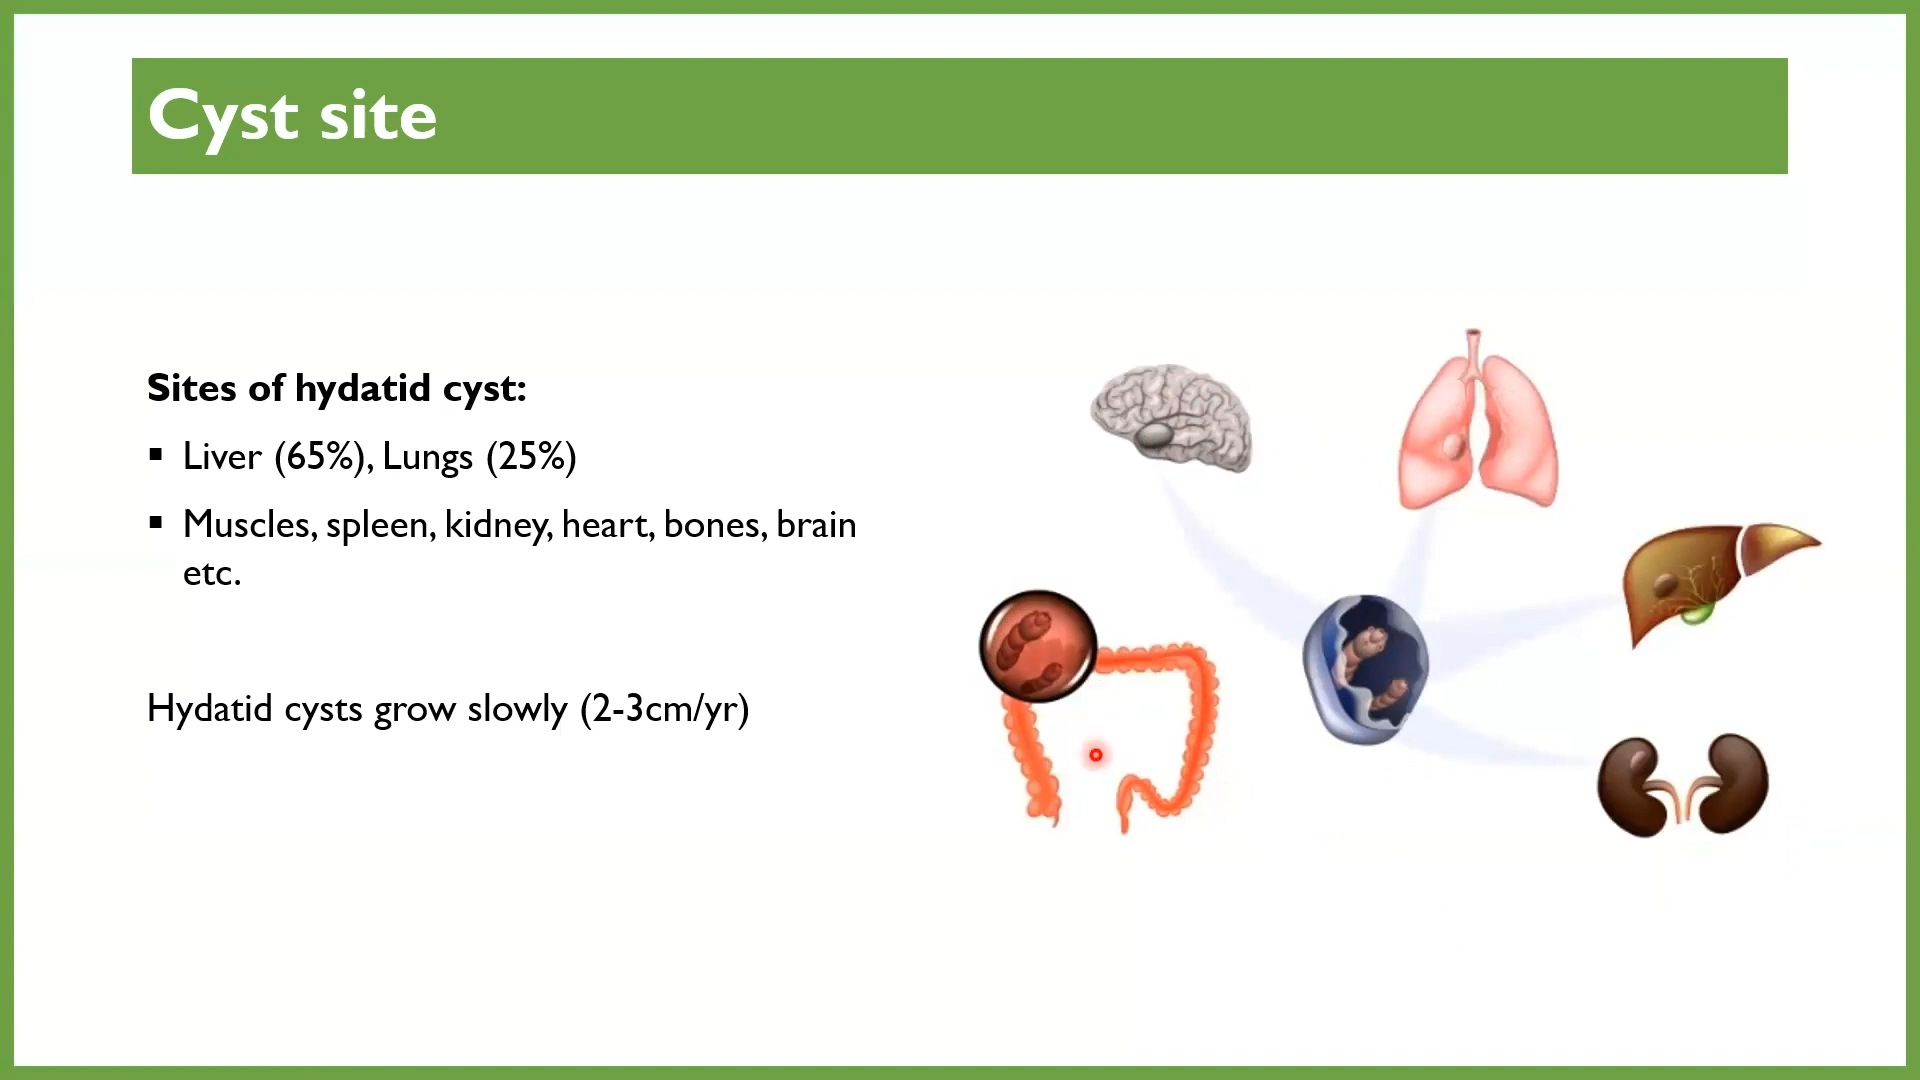 Cyst site
Sites of hydatid cyst:
▪ Liver (65%), Lungs (25%)
▪ Muscles, spleen, kidney, heart, bones, brain
etc.
Hydatid cysts grow slowly (2-3cm/yr)